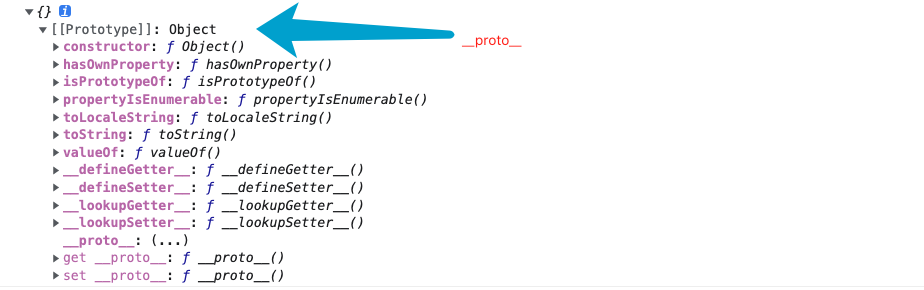 {} i
[[Prototype]]: Object
__proto__
constructor: ƒ Object()
hasOwnProperty: ƒ hasOwnProperty()
isPrototypeOf: ƒ isPrototypeOf()
propertyIsEnumerable: ƒ propertyIsEnumerable()
toLocaleString: ƒ toLocaleString()
toString: ƒ toString()
valueOf: ƒ valueOf()
__defineGetter__: ƒ __defineGetter__()
__defineSetter__: ƒ __defineSetter__()
__lookupGetter__: ƒ __lookupGetter__()
__lookupSetter__: ƒ __lookupSetter__()
__proto__: (...)
get __proto__: ƒ __proto__()
set __proto__: ƒ __proto__()